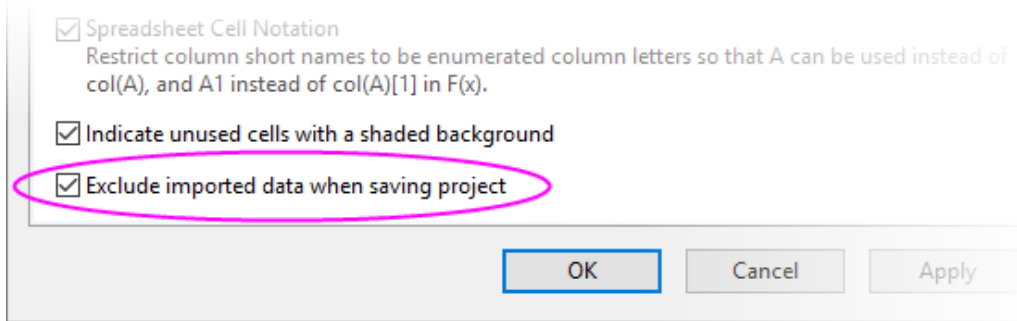 Spreadsheet Cell Notation
Restrict column short names to be enumerated column letters so that A can be used instead of
col(A), and A1 instead of col(A)[1] in F(x).
Indicate unused cells with a shaded background
Exclude imported data when saving project
OK Cancel Apply